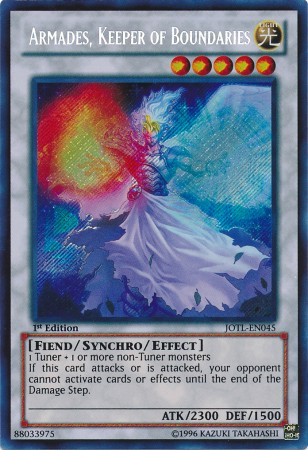 ARMADES, KEEPER OF BOUNDARIES
LIGHT
光
1st Edition
JOTL-EN045
[FIEND/SYNCHRO/EFFECT]
1 Tuner + 1 or more non-Tuner monsters
If this card attacks or is attacked, your opponent
cannot activate cards or effects until the end of the
Damage Step.
ATK/2300 DEF/1500
88033975
©1996 KAZUKI TAKAHASHI